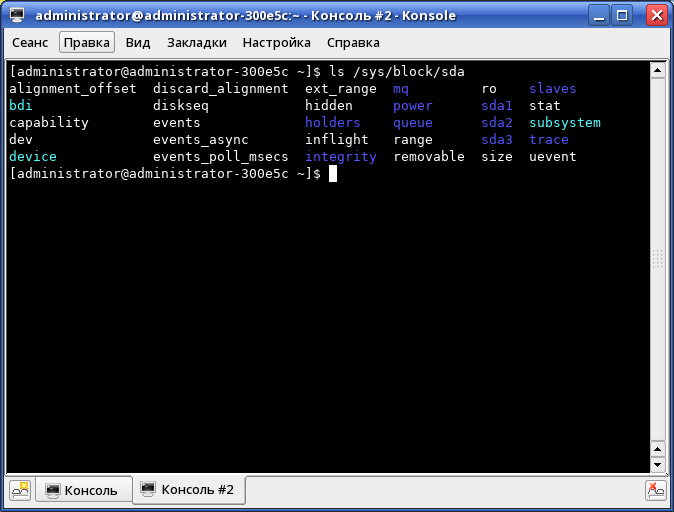 administrator@administrator-300e5c:~ - Консоль #2 - Konsole
Сеанс Правка Вид Закладки Настройка Справка
[administrator@administrator-300e5c ~]$ ls /sys/block/sda
alignment_offset discard_alignment ext_range mq ro slaves
bdi diskseq hidden power sda1 stat
capability events holders queue sda2 subsystem
dev events_async inflight range sda3 trace
device events_poll_msecs integrity removable size uevent
[administrator@administrator-300e5c ~]$
Консоль Консоль #2